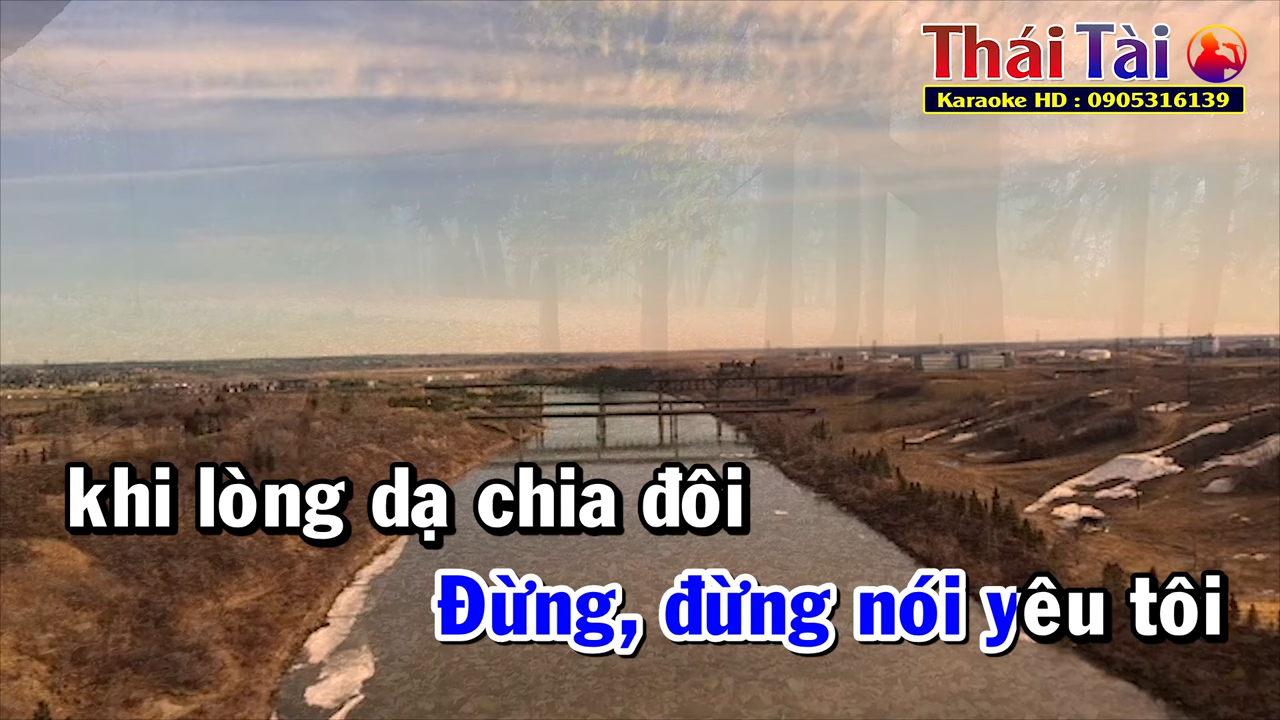 Thái Tài
Karaoke HD : 0905316139
khi lòng dạ chia đôi
Đừng, đừng nói yêu tôi